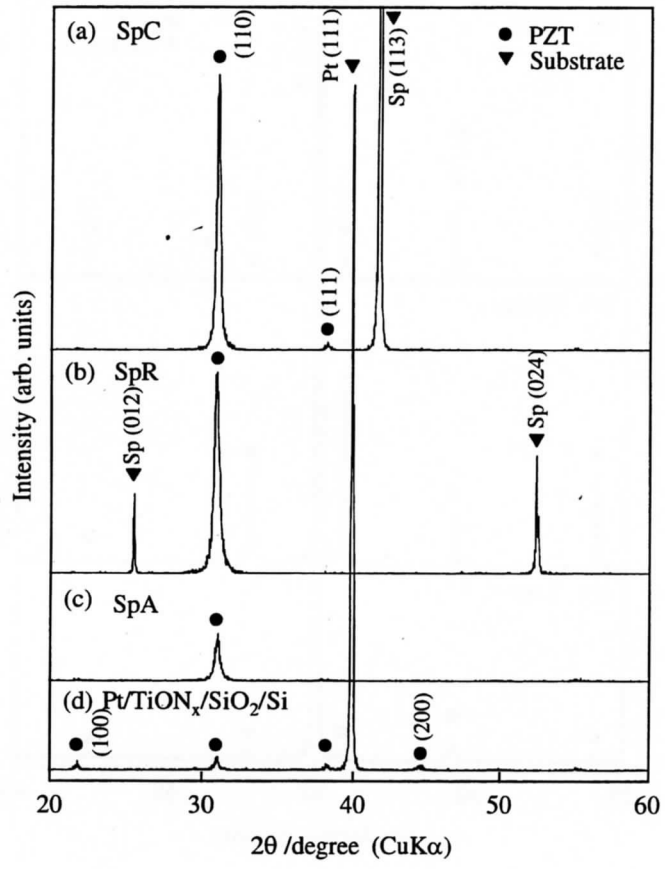 (a) SpC
(110)
Pt (111)
Sp (113)
● PZT
▼ Substrate
(111)
(b) SpR
Sp (012)
Sp (024)
(c) SpA
(d) Pt/TiONx/SiO2/Si
(100)
(200)
Intensity (arb. units)
20 30 40 50 60
2θ /degree (CuKα)